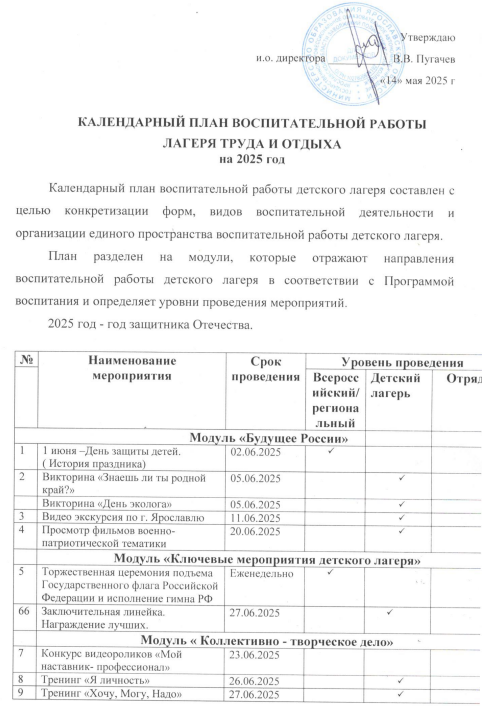 Утверждаю
и.о. директора ____________ В.В. Пугачев
«14» мая 2025 г
КАЛЕНДАРНЫЙ ПЛАН ВОСПИТАТЕЛЬНОЙ РАБОТЫ
ЛАГЕРЯ ТРУДА И ОТДЫХА
на 2025 год
Календарный план воспитательной работы детского лагеря составлен с
целью конкретизации форм, видов воспитательной деятельности и
организации единого пространства воспитательной работы детского лагеря.
План разделен на модули, которые отражают направления
воспитательной работы детского лагеря в соответствии с Программой
воспитания и определяет уровни проведения мероприятий.
2025 год - год защитника Отечества.
№ Наименование Срок Уровень проведения
мероприятия проведения Всеросс Детский Отряд
ийский/ лагерь
региона
льный
Модуль «Будущее России»
1 1 июня –День защиты детей. 02.06.2025 ✓
( История праздника)
2 Викторина «Знаешь ли ты родной 05.06.2025 ✓
край?»
Викторина «День эколога» 05.06.2025 ✓
3 Видео экскурсия по г. Ярославлю 11.06.2025 ✓
4 Просмотр фильмов военно- 20.06.2025 ✓
патриотической тематики
Модуль «Ключевые мероприятия детского лагеря»
5 Торжественная церемония подъема Еженедельно ✓
Государственного флага Российской
Федерации и исполнение гимна РФ
66 Заключительная линейка. 27.06.2025 ✓
Награждение лучших.
Модуль « Коллективно - творческое дело»
7 Конкурс видеороликов «Мой 23.06.2025
наставник- профессионал»
8 Тренинг «Я личность» 26.06.2025 ✓
9 Тренинг «Хочу, Могу, Надо» 27.06.2025 ✓